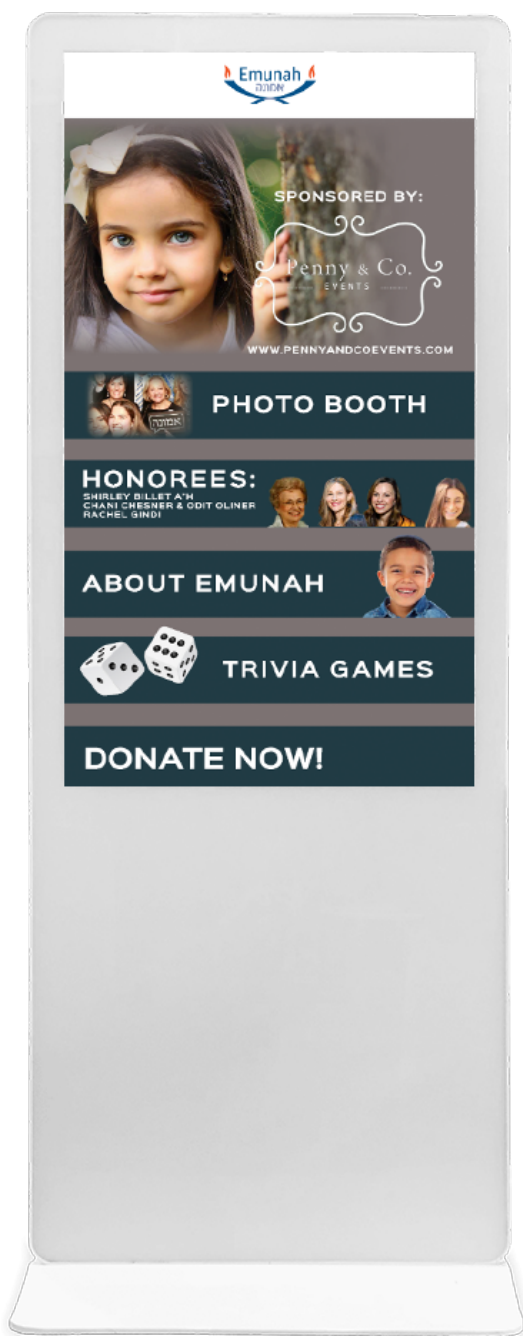 Emunah
אמונה
SPONSORED BY:
Penny & Co.
EVENTS
WWW.PENNYANDCOEVENTS.COM
PHOTO BOOTH
אמונה
HONOREES:
SHIRLEY BILLET A"H
CHANI CHESNER & ODIT OLINER
RACHEL GINDI
ABOUT EMUNAH
TRIVIA GAMES
DONATE NOW!